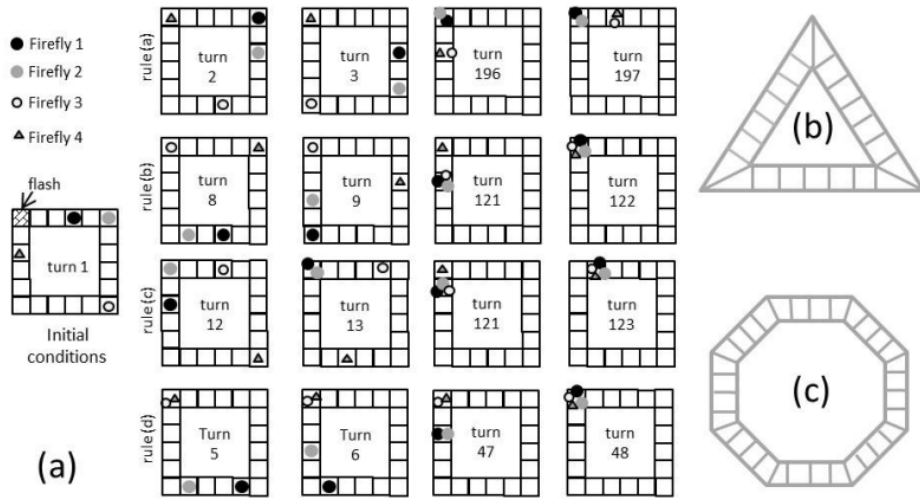 Firefly 1
Firefly 2
Firefly 3
Firefly 4
flash
turn 1
Initial
conditions
(a)
rule(a)
turn
2
turn
3
turn
196
turn
197
rule(b)
turn
8
turn
9
turn
121
turn
122
rule(c)
turn
12
turn
13
turn
121
turn
123
rule(d)
Turn
5
Turn
6
turn
47
turn
48
(b)
(c)